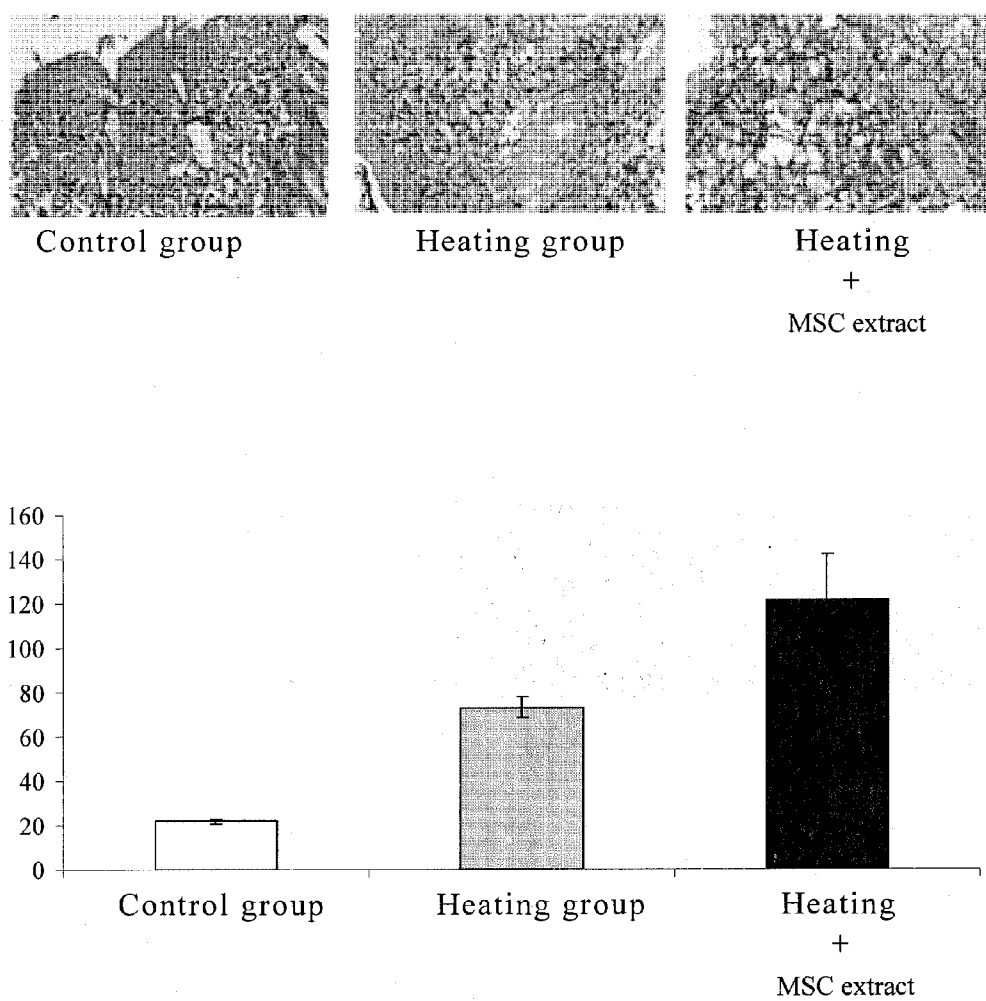 Control group
Heating group
Heating
+
MSC extract
160
140
120
100
80
60
40
20
0
Control group
Heating group
Heating
+
MSC extract